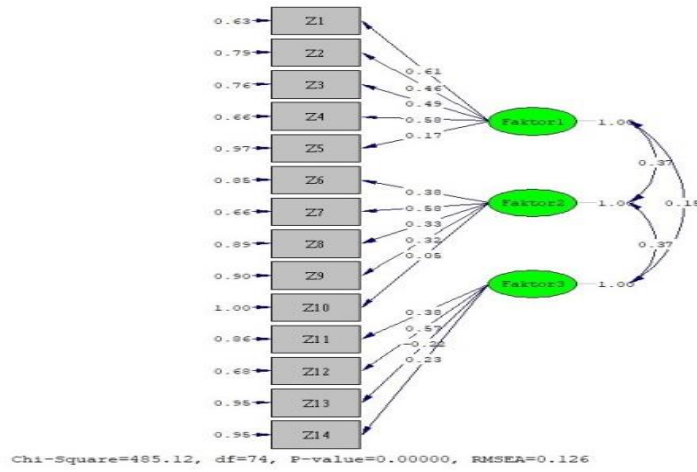 0.63 Z1
0.79 Z2
0.76 Z3
0.66 Z4
0.97 Z5
0.85 Z6
0.66 Z7
0.89 Z8
0.90 Z9
1.00 Z10
0.86 Z11
0.68 Z12
0.95 Z13
0.95 Z14
0.61
0.46
0.49
0.58
0.17
Faktor1 1.00
0.38
0.58
0.33
0.32
0.05
Faktor2 1.00
0.38
0.57
-0.22
0.23
Faktor3 1.00
0.37
0.37
Chi-Square=485.12, df=74, P-value=0.00000, RMSEA=0.126